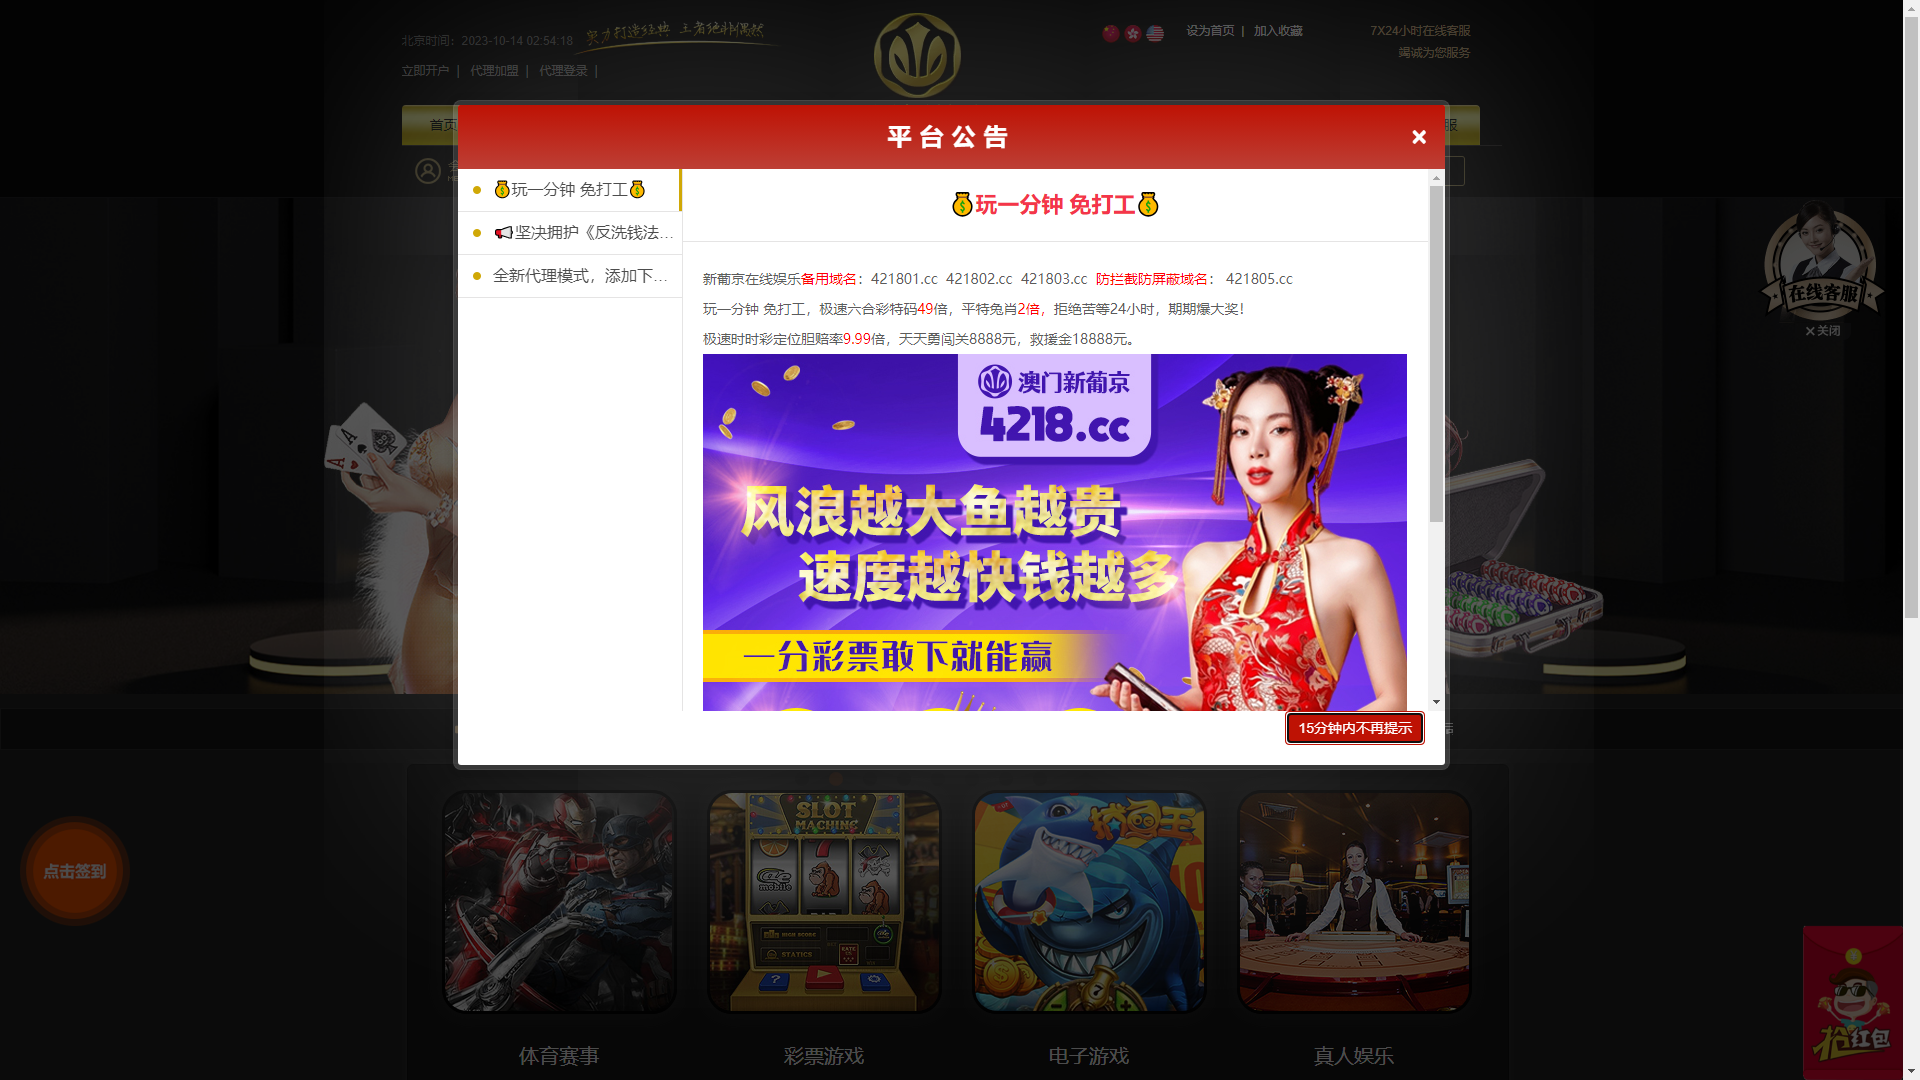 北京时间：2023-10-14 02:54:18
实力打造经典 王者绝非偶然
设为首页 | 加入收藏
7X24小时在线客服
竭诚为您服务
立即开户 | 代理加盟 | 代理登录 |
首页
服
平台公告
×
💰玩一分钟 免打工💰
📢坚决拥护《反洗钱法...
全新代理模式，添加下...
💰玩一分钟 免打工💰
新葡京在线娱乐备用域名：421801.cc 421802.cc 421803.cc 防拦截防屏蔽域名： 421805.cc
玩一分钟 免打工，极速六合彩特码49倍，平特免肖2倍，拒绝苦等24小时，期期爆大奖！
极速时时彩定位胆赔率9.99倍，天天勇闯关8888元，救援金18888元。
澳门新葡京
4218.cc
风浪越大鱼越贵
速度越快钱越多
一分彩票敢下就能赢
15分钟内不再提示
在线客服
✕关闭
点击签到
SLOT
MACHINE
HIGH SCORE
STATICS
捕鱼王
抢红包
体育赛事
彩票游戏
电子游戏
真人娱乐